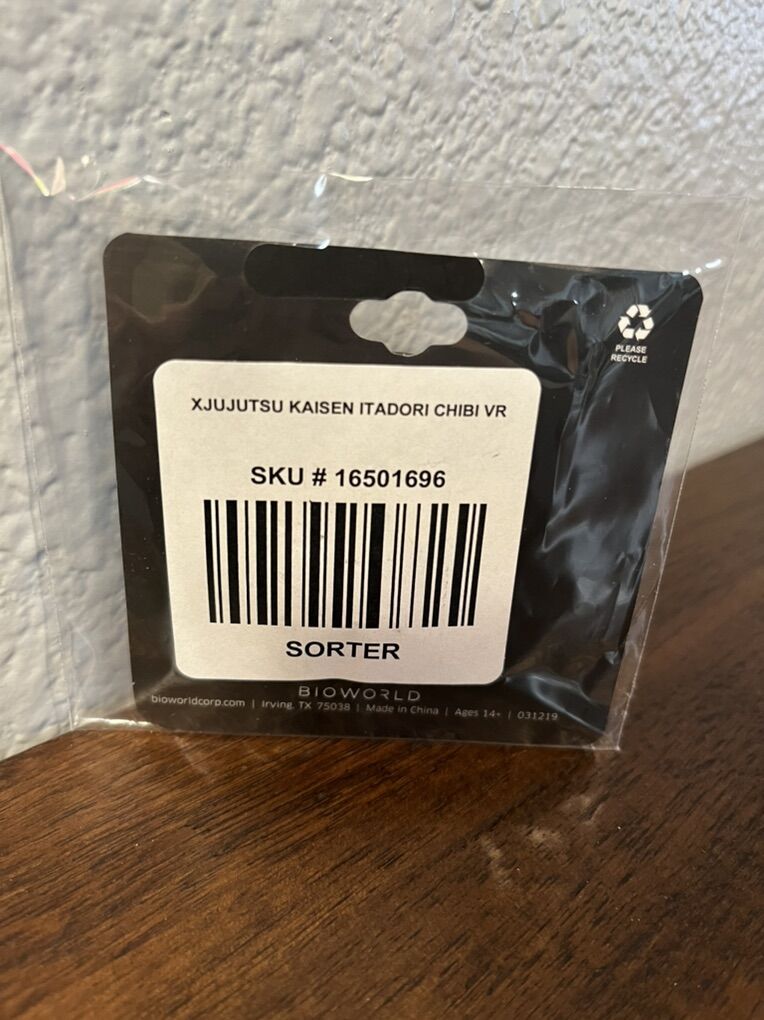 PLEASE
RECYCLE
XJUJUTSU KAISEN ITADORI CHIBI VR
SKU # 16501696
SORTER
BIOWORLD
bioworldcorp.com | Irving, TX 75038 | Made in China | Ages 14+ | 031219